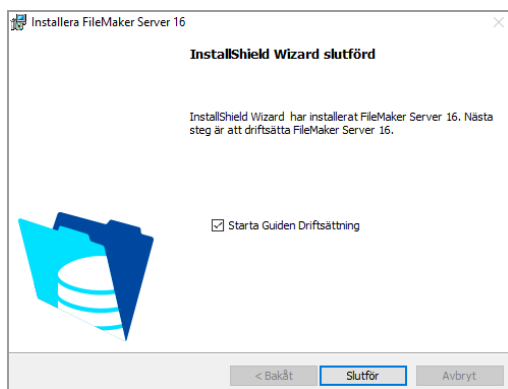 Installera FileMaker Server 16
InstallShield Wizard slutförd
InstallShield Wizard har installerat FileMaker Server 16. Nästa
steg är att driftsätta FileMaker Server 16.
Starta Guiden Driftsättning
< Bakåt
Slutför
Avbryt